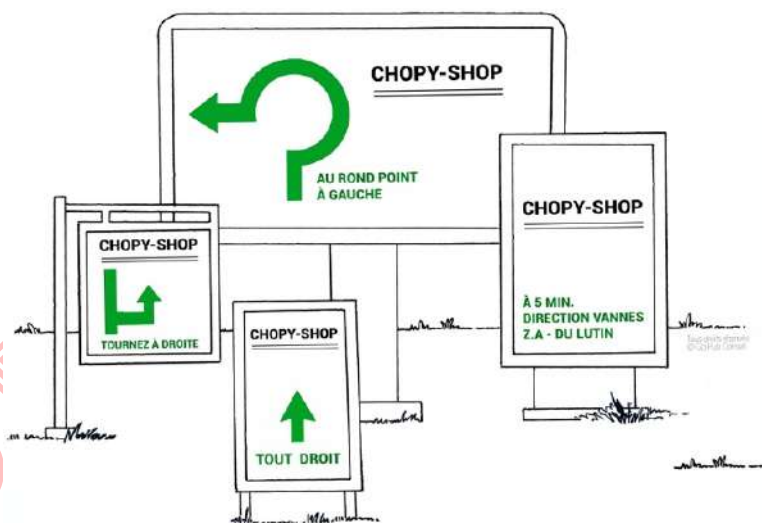 CHOPY-SHOP
AU ROND POINT
À GAUCHE
CHOPY-SHOP
À 5 MIN.
DIRECTION VANNES
Z.A - DU LUTIN
CHOPY-SHOP
TOURNEZ À DROITE
CHOPY-SHOP
TOUT DROIT